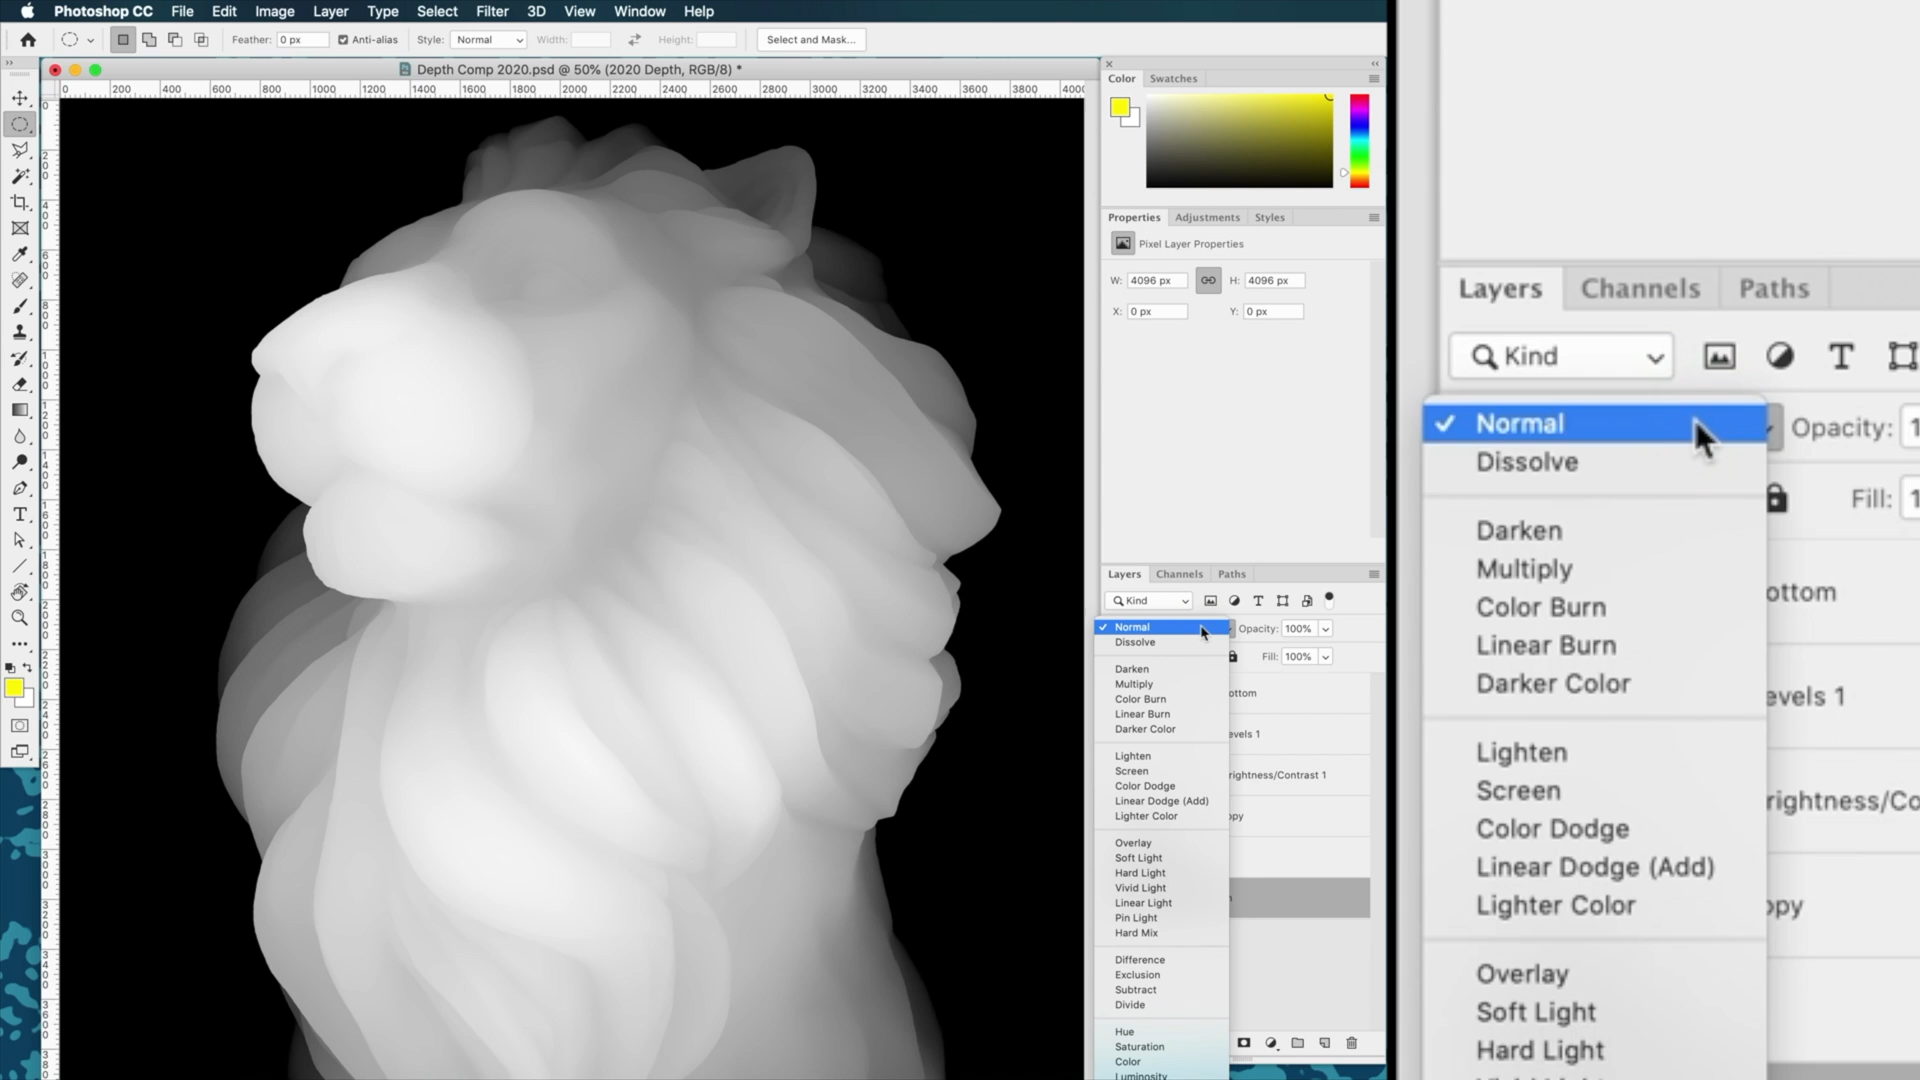 Photoshop CC File Edit Image Layer Type Select Filter 3D View Window Help
Feather: 0 px Anti-alias Style: Normal Width: Height: Select and Mask...
Depth Comp 2020.psd @ 50% (2020 Depth, RGB/8) *
0 200 400 600 800 1000 1200 1400 1600 1800 2000 2200 2400 2600 2800 3000 3200 3400 3600 3800 4000
Color Swatches
Properties Adjustments Styles
Pixel Layer Properties
W: 4096 px H: 4096 px
X: 0 px Y: 0 px
Layers Channels Paths
Kind
Normal Opacity: 100%
Dissolve
Fill: 100%
Darken
Multiply
Color Burn
Linear Burn
Darker Color
Lighten
Screen
Color Dodge
Linear Dodge (Add)
Lighter Color
Overlay
Soft Light
Hard Light
Vivid Light
Linear Light
Pin Light
Hard Mix
Difference
Exclusion
Subtract
Divide
Hue
Saturation
Color
Luminosity
ottom
evels 1
rightness/Contrast 1
opy
Layers Channels Paths
Kind
Normal Opacity: 1
Dissolve
Fill: 1
Darken
Multiply
Color Burn
Linear Burn
Darker Color
Lighten
Screen
Color Dodge
Linear Dodge (Add)
Lighter Color
Overlay
Soft Light
Hard Light
ottom
evels 1
rightness/Co
opy